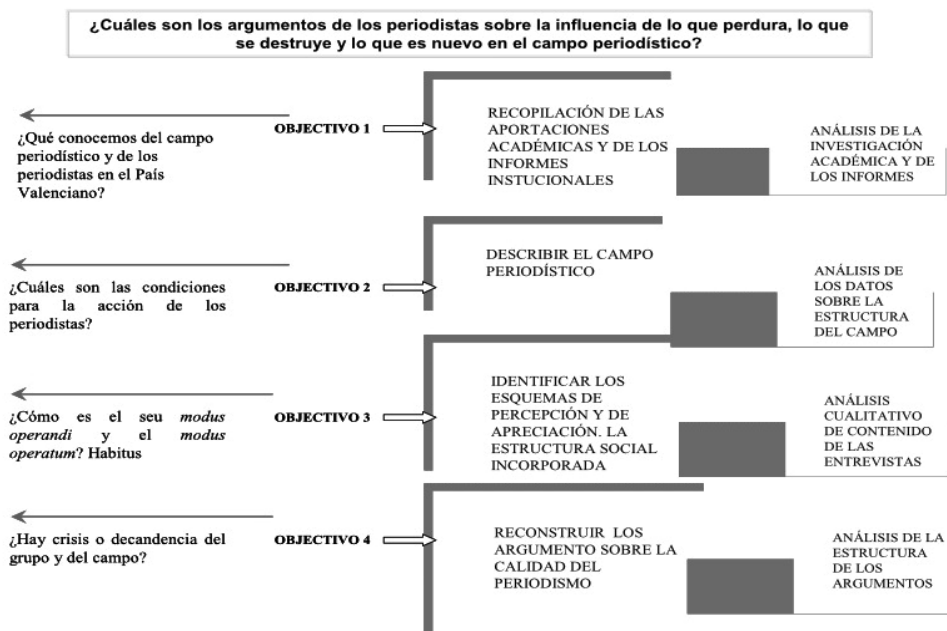 ¿Cuáles son los argumentos de los periodistas sobre la influencia de lo que perdura, lo que
se destruye y lo que es nuevo en el campo periodístico?
¿Qué conocemos del campo
periodístico y de los
periodistas en el País
Valenciano?
OBJECTIVO 1
RECOPILACIÓN DE LAS
APORTACIONES
ACADÉMICAS Y DE LOS
INFORMES
INSTUCIONALES
ANÁLISIS DE LA
INVESTIGACIÓN
ACADÉMICA Y DE
LOS INFORMES
¿Cuáles son las condiciones
para la acción de los
periodistas?
OBJECTIVO 2
DESCRIBIR EL CAMPO
PERIODÍSTICO
ANÁLISIS DE
LOS DATOS
SOBRE LA
ESTRUCTURA
DEL CAMPO
¿Cómo es el seu modus
operandi y el modus
operatum? Habitus
OBJECTIVO 3
IDENTIFICAR LOS
ESQUEMAS DE
PERCEPCIÓN Y DE
APRECIACIÓN. LA
ESTRUCTURA SOCIAL
INCORPORADA
ANÁLISIS
CUALITATIVO
DE CONTENIDO
DE LAS
ENTREVISTAS
¿Hay crisis o decandencia del
grupo y del campo?
OBJECTIVO 4
RECONSTRUIR LOS
ARGUMENTO SOBRE LA
CALIDAD DEL
PERIODISMO
ANÁLISIS DE LA
ESTRUCTURA
DE LOS
ARGUMENTOS